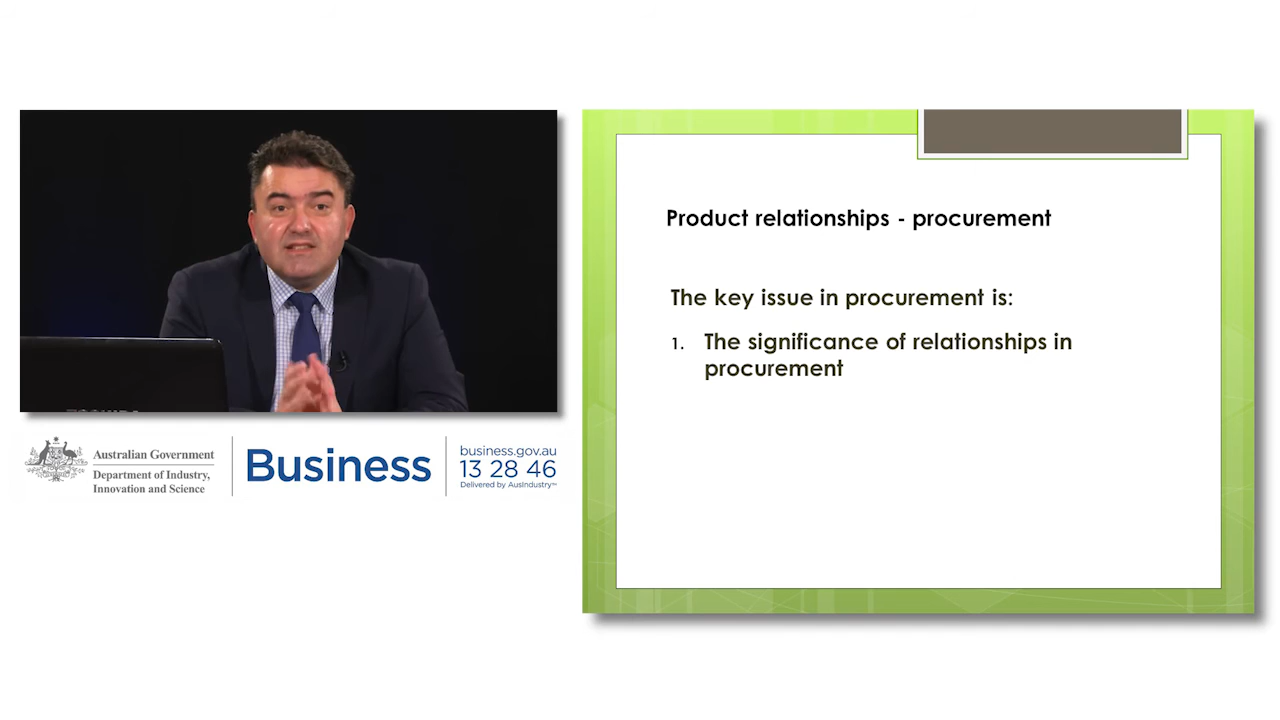 Australian Government
Department of Industry,
Innovation and Science
Business
business.gov.au
13 28 46
Delivered by AusIndustry™
Product relationships - procurement
The key issue in procurement is:
1. The significance of relationships in
procurement